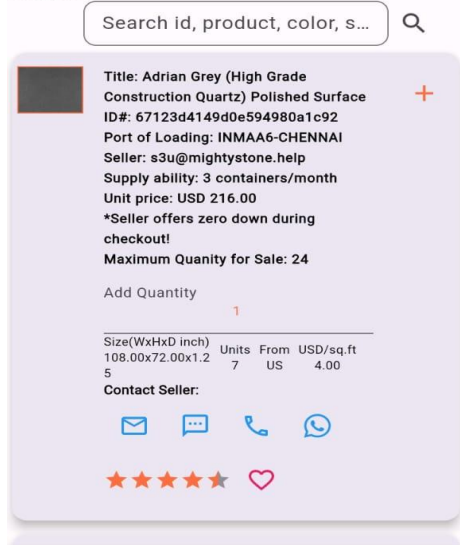 Search id, product, color, s...
Title: Adrian Grey (High Grade
Construction Quartz) Polished Surface
ID#: 67123d4149d0e594980a1c92
Port of Loading: INMAA6-CHENNAI
Seller: s3u@mightystone.help
Supply ability: 3 containers/month
Unit price: USD 216.00
*Seller offers zero down during
checkout!
Maximum Quanity for Sale: 24
Add Quantity
1
Size(WxHxD inch) Units From USD/sq.ft
108.00x72.00x1.2 7 US 4.00
5
Contact Seller: